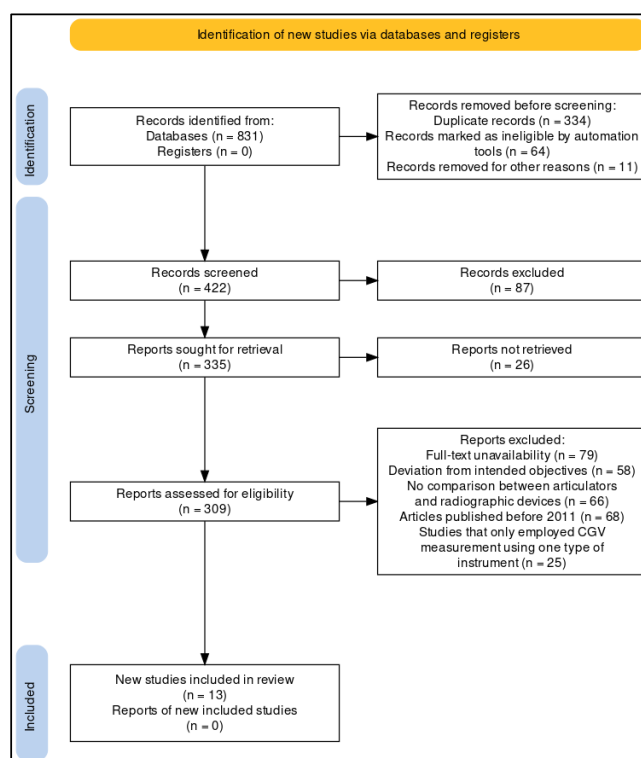 Identification of new studies via databases and registers
Identification
Records identified from:
Databases (n = 831)
Registers (n = 0)
Records removed before screening:
Duplicate records (n = 334)
Records marked as ineligible by automation
tools (n = 64)
Records removed for other reasons (n = 11)
Screening
Records screened
(n = 422)
Records excluded
(n = 87)
Reports sought for retrieval
(n = 335)
Reports not retrieved
(n = 26)
Reports assessed for eligibility
(n = 309)
Reports excluded:
Full-text unavailability (n = 79)
Deviation from intended objectives (n = 58)
No comparison between articulators
and radiographic devices (n = 66)
Articles published before 2011 (n = 68)
Studies that only employed CGV
measurement using one type of
instrument (n = 25)
Included
New studies included in review
(n = 13)
Reports of new included studies
(n = 0)